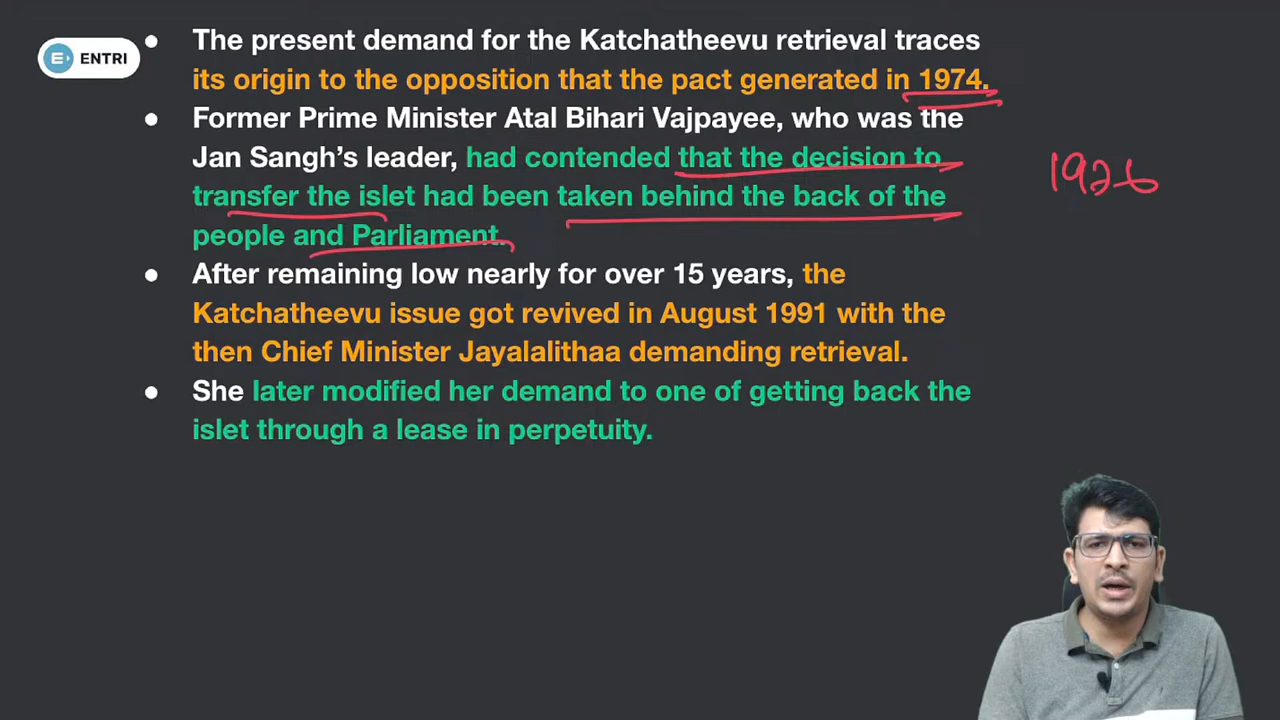 ENTRI
• The present demand for the Katchatheevu retrieval traces
its origin to the opposition that the pact generated in 1974.
• Former Prime Minister Atal Bihari Vajpayee, who was the
Jan Sangh's leader, had contended that the decision to
transfer the islet had been taken behind the back of the
people and Parliament.
1926
• After remaining low nearly for over 15 years, the
Katchatheevu issue got revived in August 1991 with the
then Chief Minister Jayalalithaa demanding retrieval.
• She later modified her demand to one of getting back the
islet through a lease in perpetuity.